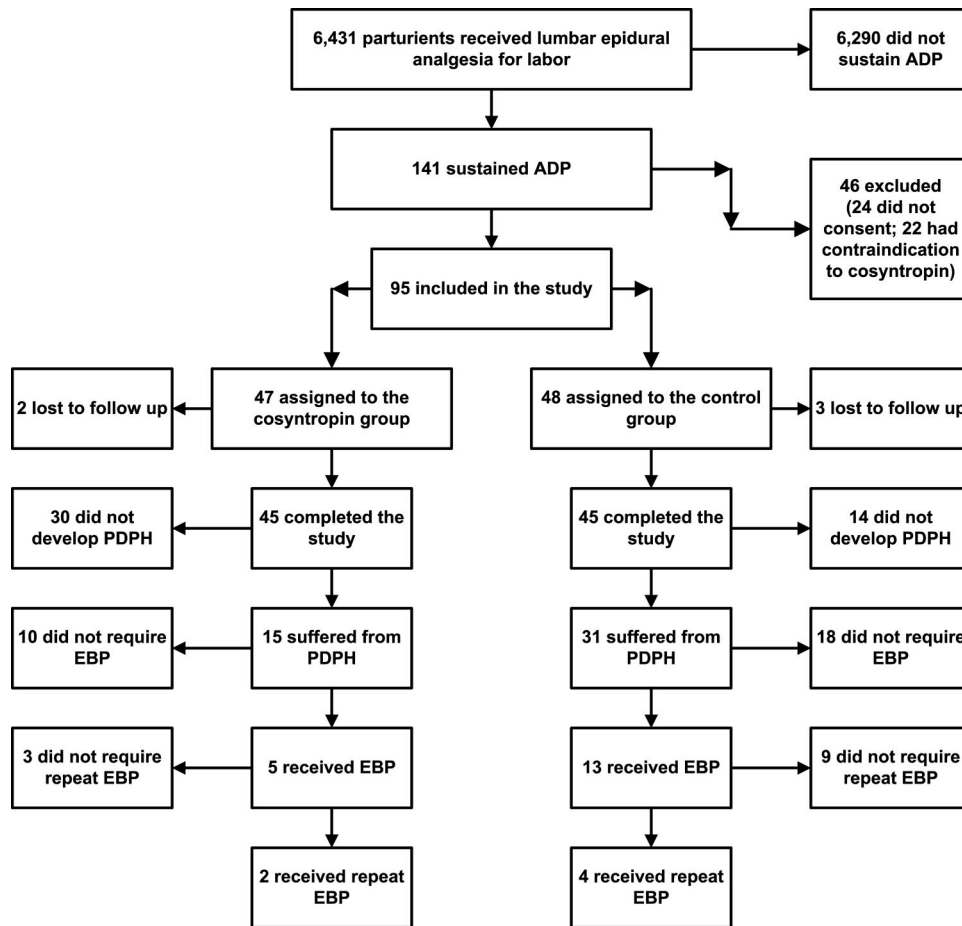 6,431 parturients received lumbar epidural
analgesia for labor
6,290 did not
sustain ADP
141 sustained ADP
46 excluded
(24 did not
consent; 22 had
contraindication
to cosyntropin)
95 included in the study
2 lost to follow up
47 assigned to the
cosyntropin group
48 assigned to the control
group
3 lost to follow up
30 did not
develop PDPH
45 completed the
study
45 completed the
study
14 did not
develop PDPH
10 did not require
EBP
15 suffered from
PDPH
31 suffered from
PDPH
18 did not require
EBP
3 did not require
repeat EBP
5 received EBP
13 received EBP
9 did not require
repeat EBP
2 received repeat
EBP
4 received repeat
EBP